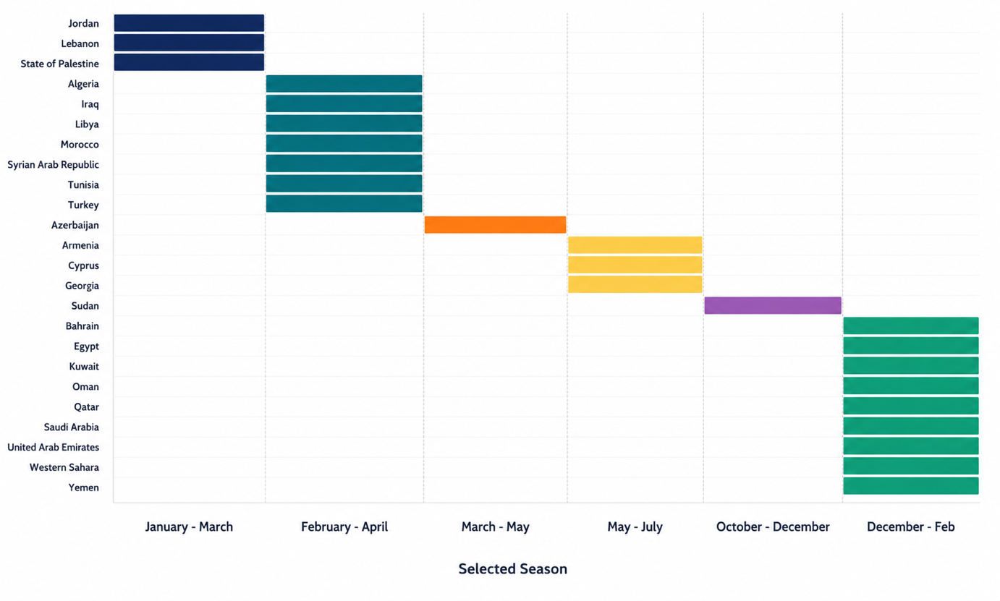 Jordan
Lebanon
State of Palestine
Algeria
Iraq
Libya
Morocco
Syrian Arab Republic
Tunisia
Turkey
Azerbaijan
Armenia
Cyprus
Georgia
Sudan
Bahrain
Egypt
Kuwait
Oman
Qatar
Saudi Arabia
United Arab Emirates
Western Sahara
Yemen
January - March
February - April
March - May
May - July
October - December
December - Feb
Selected Season